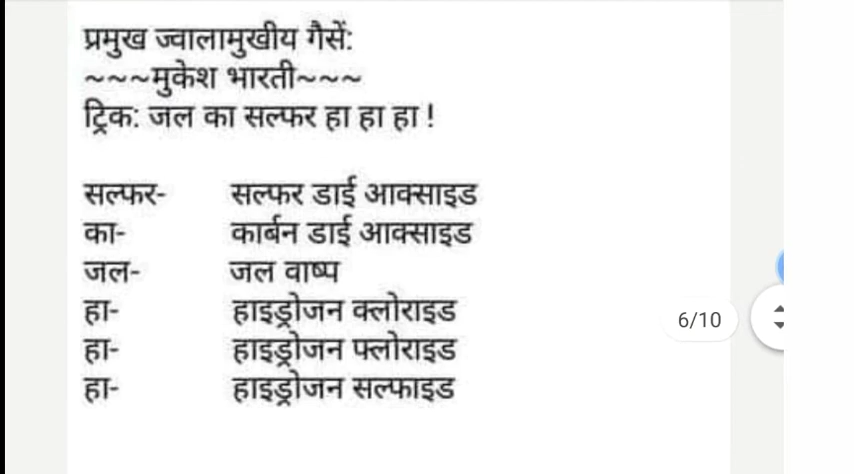 प्रमुख ज्वालामुखीय गैसें:
~~~मुकेश भारती~~~
ट्रिक: जल का सल्फर हा हा हा !
सल्फर- सल्फर डाई आक्साइड
का- कार्बन डाई आक्साइड
जल- जल वाष्प
हा- हाइड्रोजन क्लोराइड
हा- हाइड्रोजन फ्लोराइड
हा- हाइड्रोजन सल्फाइड
6/10